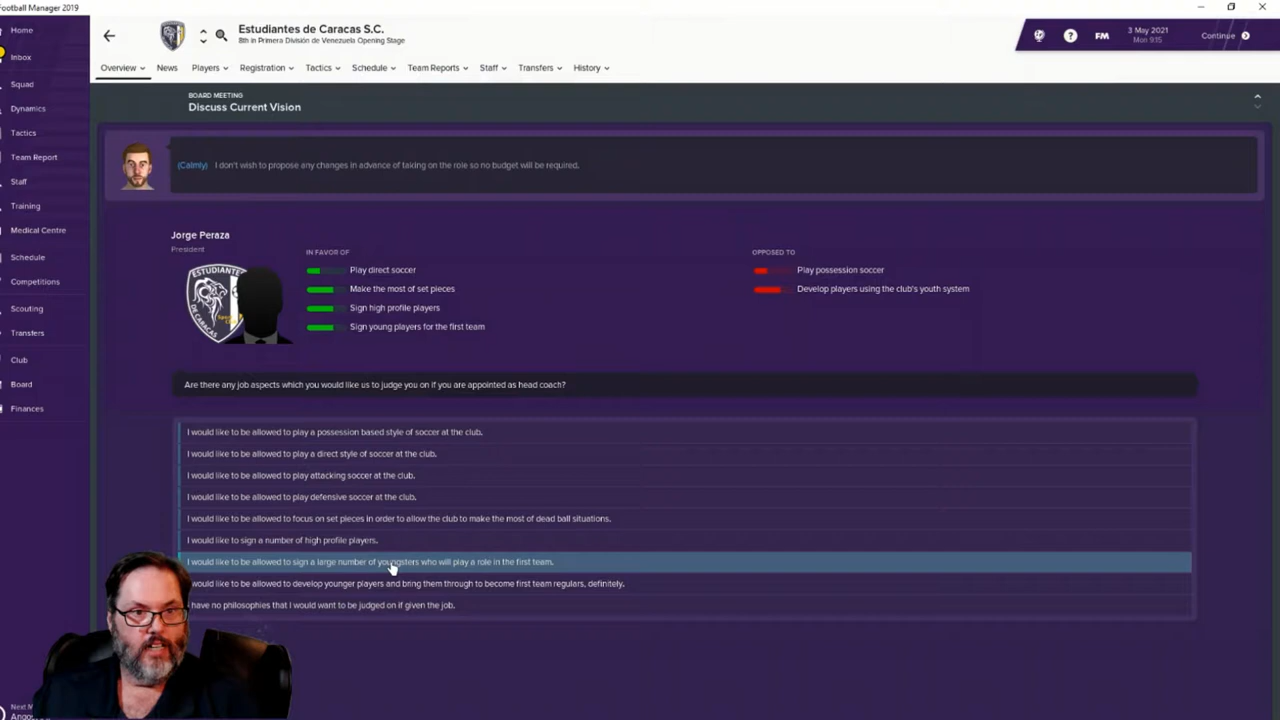 Football Manager 2019
Home
Inbox
Squad
Dynamics
Tactics
Team Report
Staff
Training
Medical Centre
Schedule
Competitions
Scouting
Transfers
Club
Board
Finances
Next M
Estudiantes de Caracas S.C.
8th in Primera División de Venezuela Opening Stage
3 May 2021
Mon 9:15
FM
Continue
Overview
News
Players
Registration
Tactics
Schedule
Team Reports
Staff
Transfers
History
BOARD MEETING
Discuss Current Vision
(Calmly) I don't wish to propose any changes in advance of taking on the role so no budget will be required.
Jorge Peraza
President
ESTUDIANTES
DE CARACAS
IN FAVOR OF
Play direct soccer
Make the most of set pieces
Sign high profile players
Sign young players for the first team
OPPOSED TO
Play possession soccer
Develop players using the club's youth system
Are there any job aspects which you would like us to judge you on if you are appointed as head coach?
I would like to be allowed to play a possession based style of soccer at the club.
I would like to be allowed to play a direct style of soccer at the club.
I would like to be allowed to play attacking soccer at the club.
I would like to be allowed to play defensive soccer at the club.
I would like to be allowed to focus on set pieces in order to allow the club to make the most of dead ball situations.
I would like to sign a number of high profile players.
I would like to be allowed to sign a large number of youngsters who will play a role in the first team.
would like to be allowed to develop younger players and bring them through to become first team regulars, definitely.
have no philosophies that I would want to be judged on if given the job.